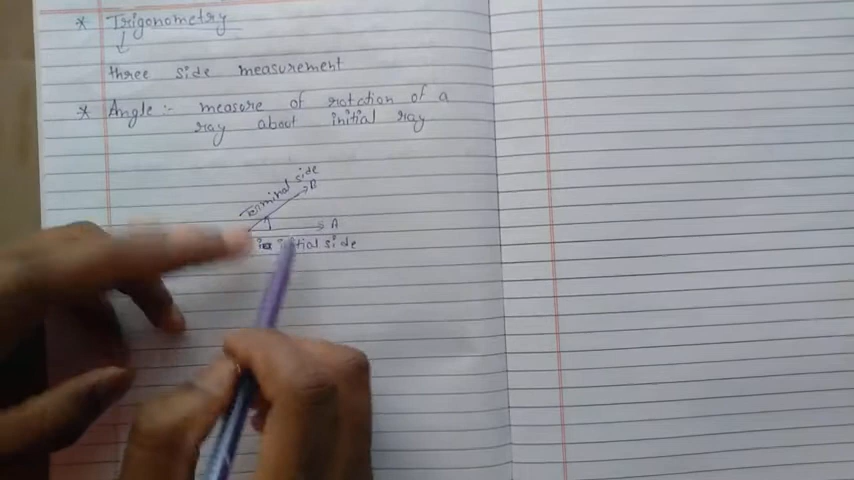 * Trigonometry
three side measurement
* Angle :- measure of rotation of a
ray about initial ray
Terminal side
B
A
initial side